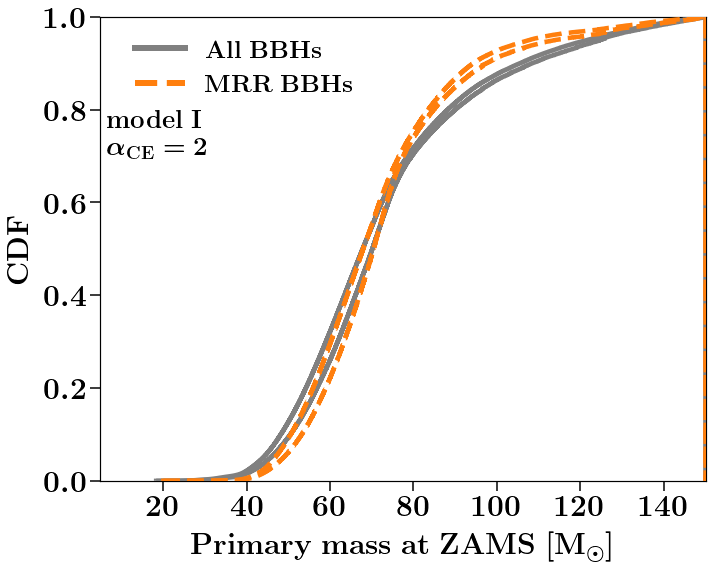 1.0
0.8
0.6
0.4
0.2
0.0
CDF
All BBHs
MRR BBHs
model I
α_CE = 2
20 40 60 80 100 120 140
Primary mass at ZAMS [M_⊙]